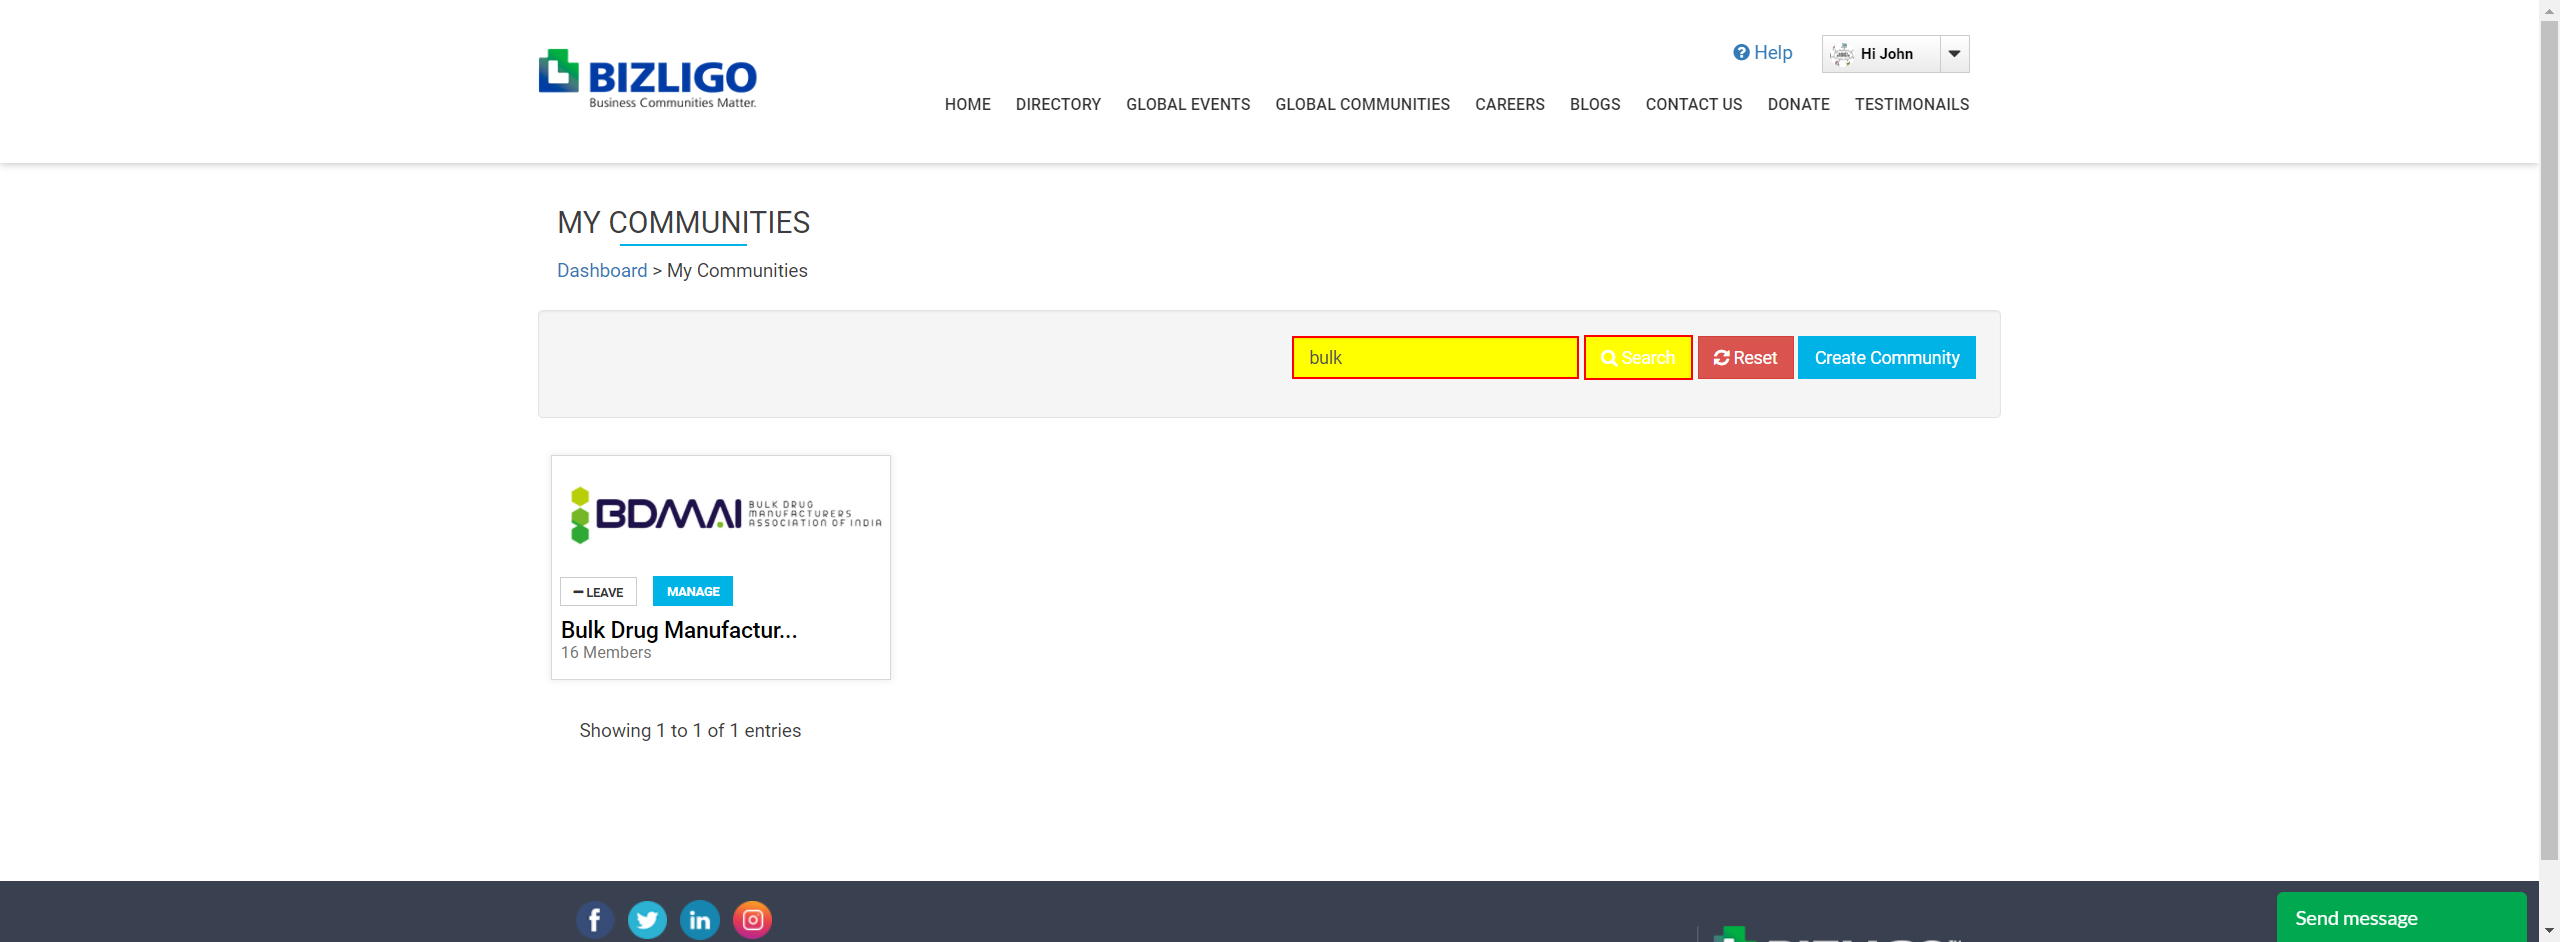 BIZLIGO
Business Communities Matter.
Help
Hi John
HOME DIRECTORY GLOBAL EVENTS GLOBAL COMMUNITIES CAREERS BLOGS CONTACT US DONATE TESTIMONAILS
MY COMMUNITIES
Dashboard > My Communities
bulk Search Reset Create Community
BDMAI BULK DRUG
MANUFACTURERS
ASSOCIATION OF INDIA
LEAVE MANAGE
Bulk Drug Manufactur...
16 Members
Showing 1 to 1 of 1 entries
Send message